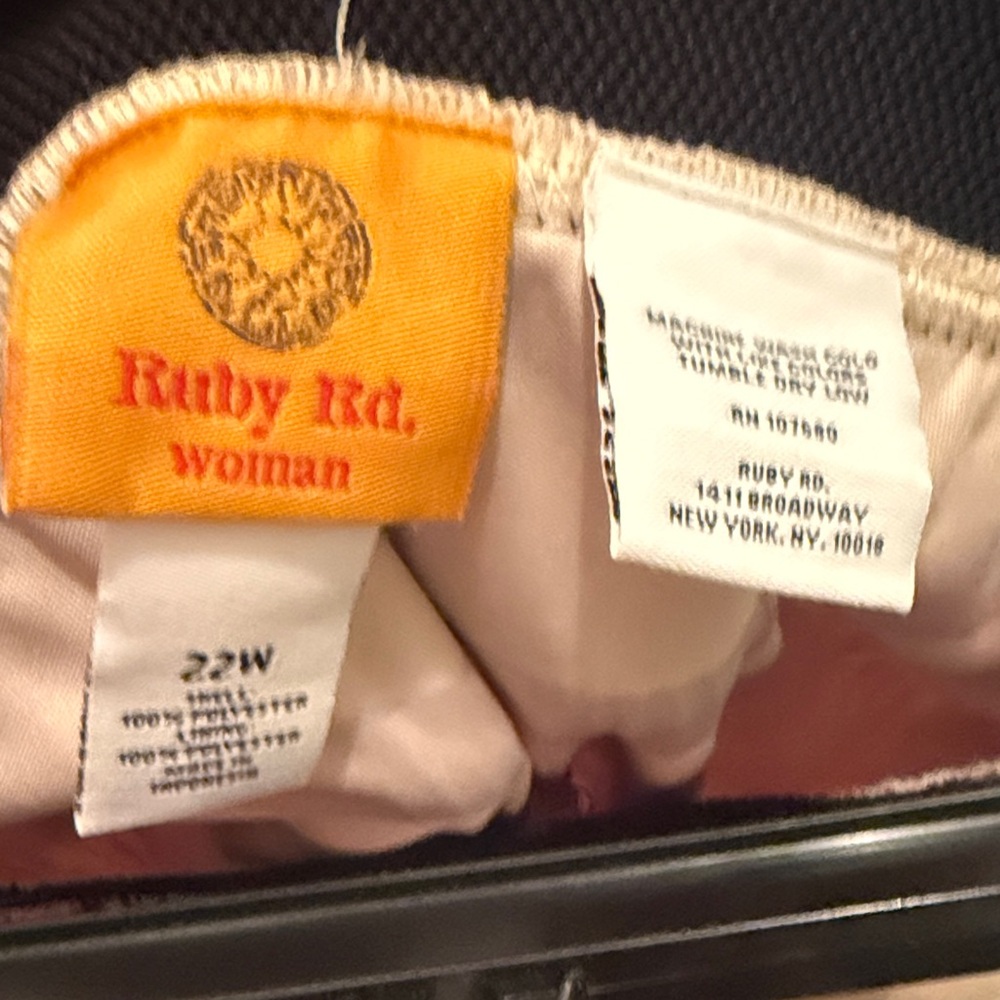 Ruby Rd.
woman
22W
SHELL:
100% POLYESTER
LINING:
100% POLYESTER
MADE IN
INDONESIA
MACHINE WASH COLD
WITH LIKE COLORS
TUMBLE DRY LOW
RN 107680
RUBY RD.
1411 BROADWAY
NEW YORK, NY. 10018